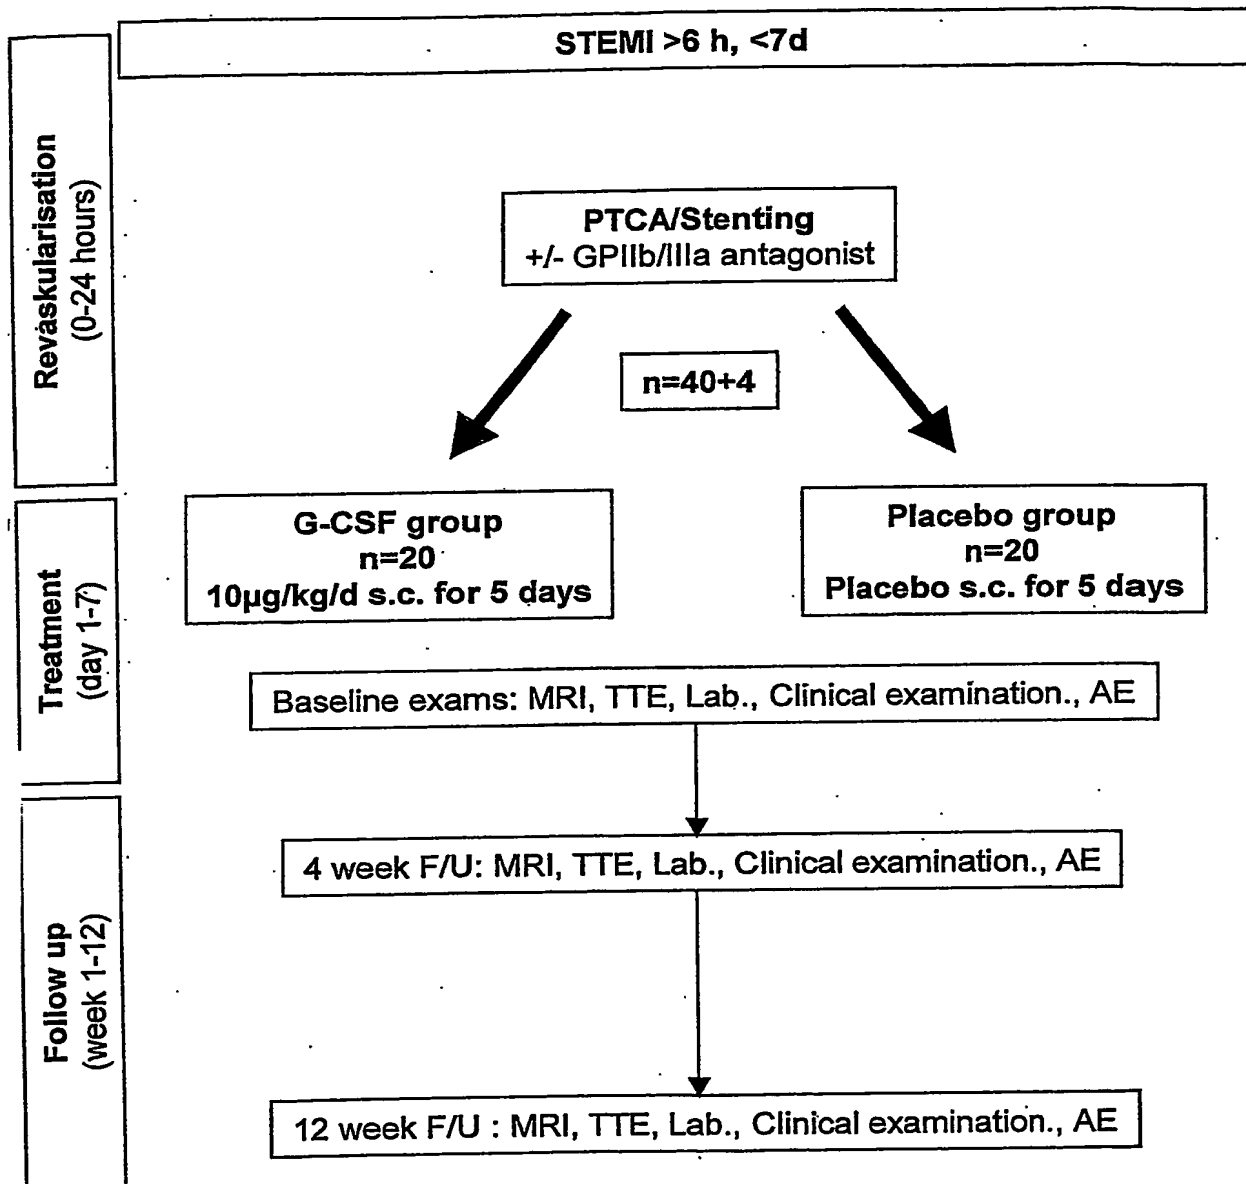 STEMI >6 h, <7d
Revaskularisation
(0-24 hours)
PTCA/Stenting
+/- GPIIb/IIIa antagonist
n=40+4
Treatment
(day 1-7)
G-CSF group
n=20
10µg/kg/d s.c. for 5 days
Placebo group
n=20
Placebo s.c. for 5 days
Baseline exams: MRI, TTE, Lab., Clinical examination., AE
Follow up
(week 1-12)
4 week F/U: MRI, TTE, Lab., Clinical examination., AE
12 week F/U : MRI, TTE, Lab., Clinical examination., AE